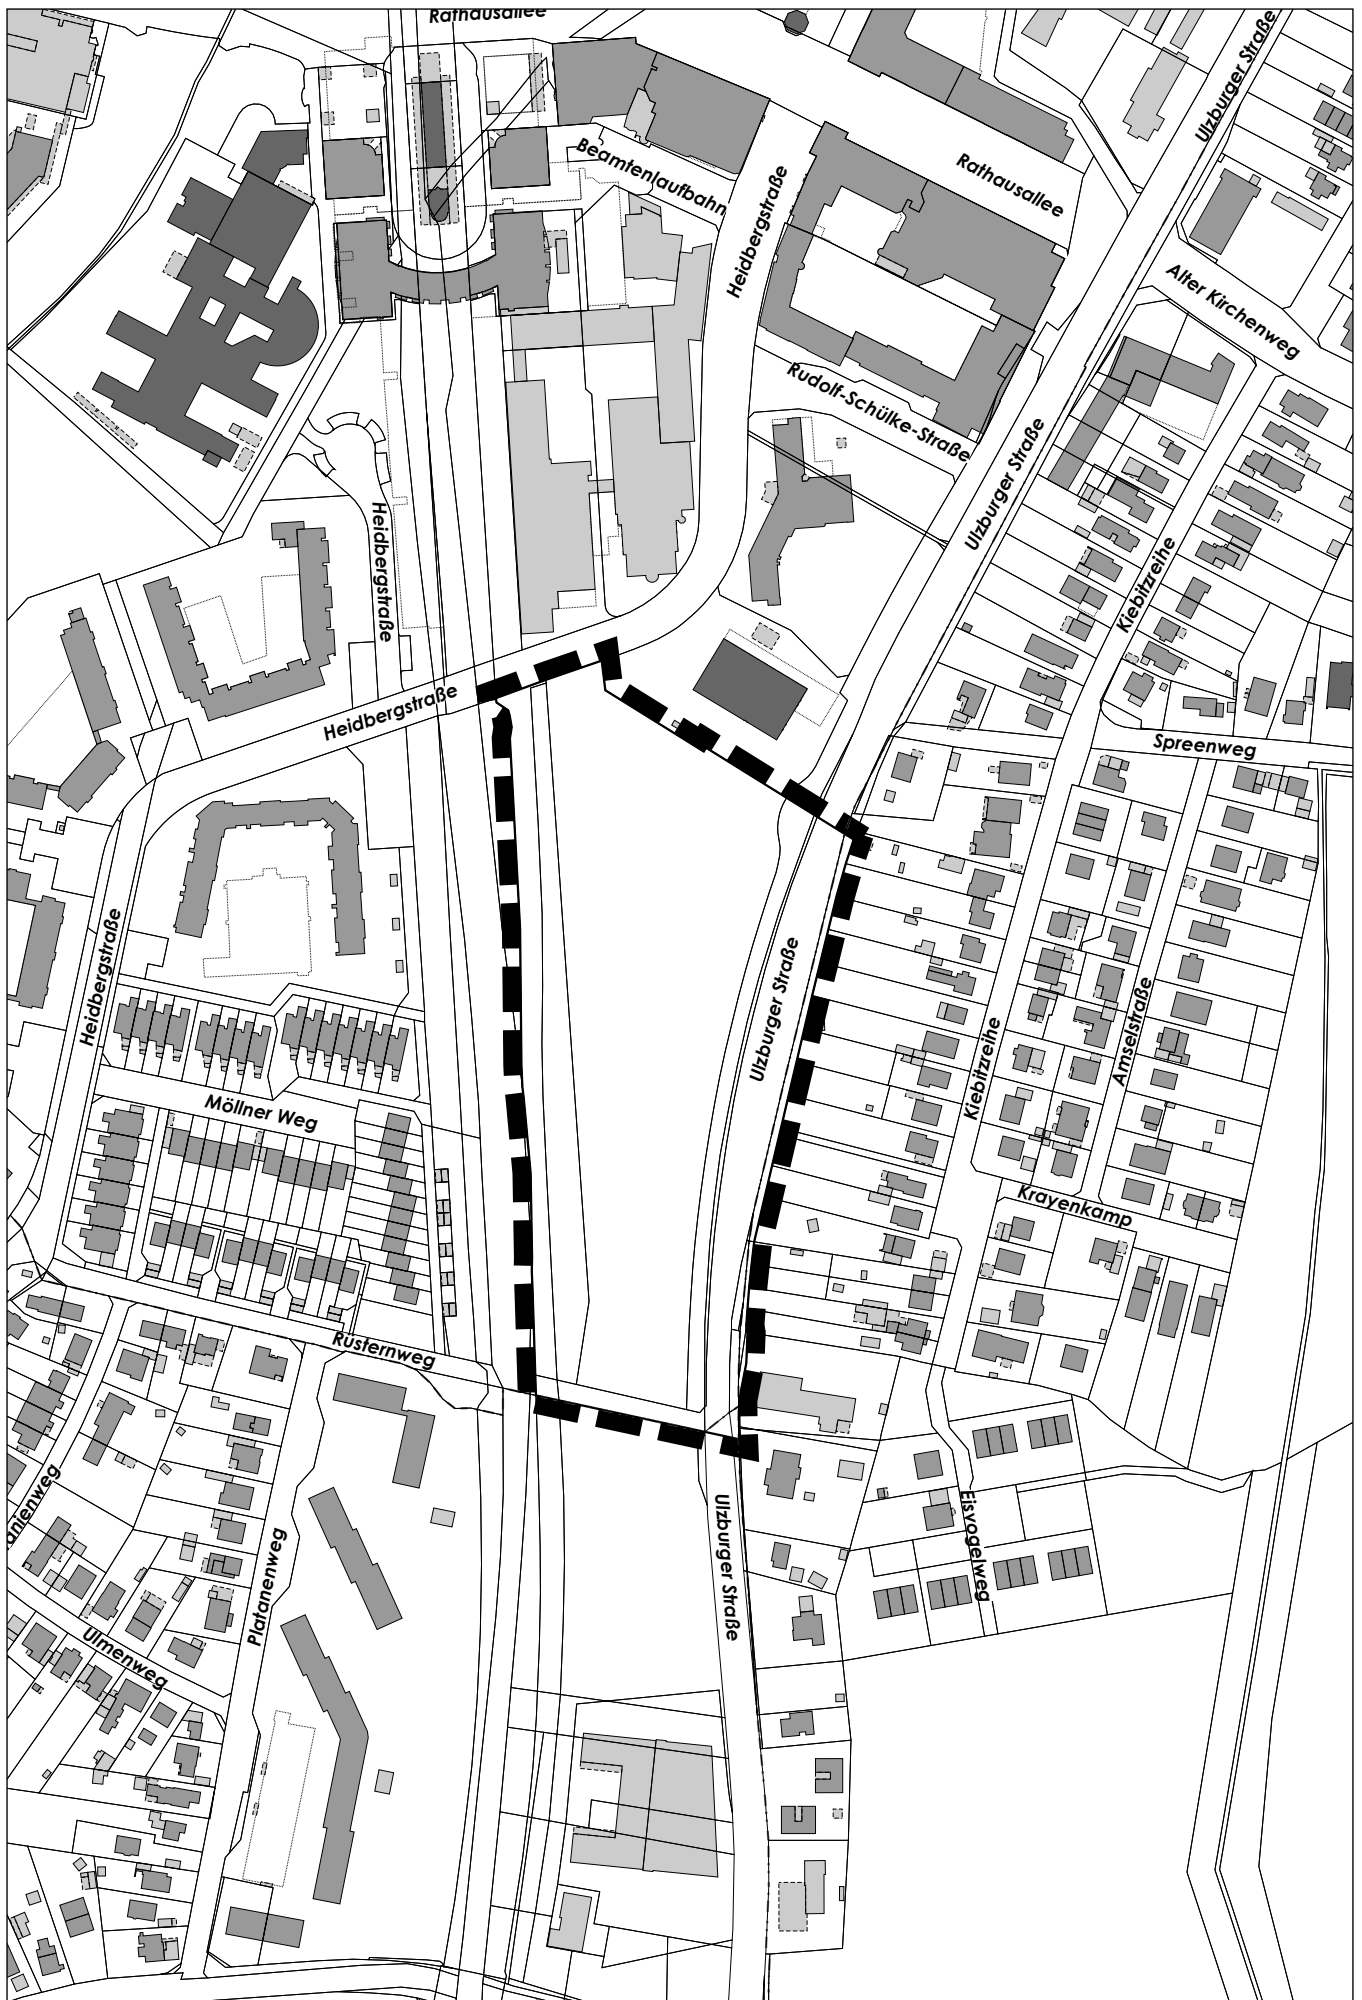 Rathausallee
Ulzburger Straße
Beamtenlaufbahn
Rathausallee
Heidbergstraße
Alter Kirchenweg
Rudolf-Schülke-Straße
Ulzburger Straße
Heidbergstraße
Kiebitzreihe
Heidbergstraße
Spreenweg
Heidbergstraße
Ulzburger Straße
Amselstraße
Kiebitzreihe
Möllner Weg
Krayenkamp
Rüsternweg
Eisvogelweg
Ulzburger Straße
Platanenweg
Ulmenweg